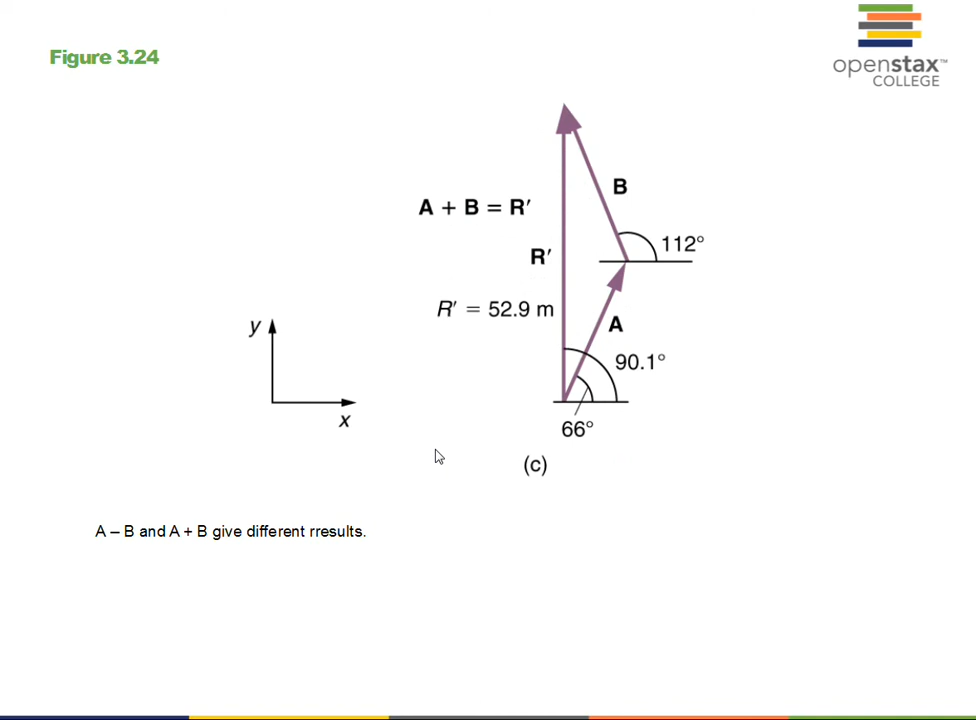 Figure 3.24
openstax™
COLLEGE
B
A + B = R′
112°
R′
R′ = 52.9 m
A
y
90.1°
x
66°
(c)
A – B and A + B give different rresults.